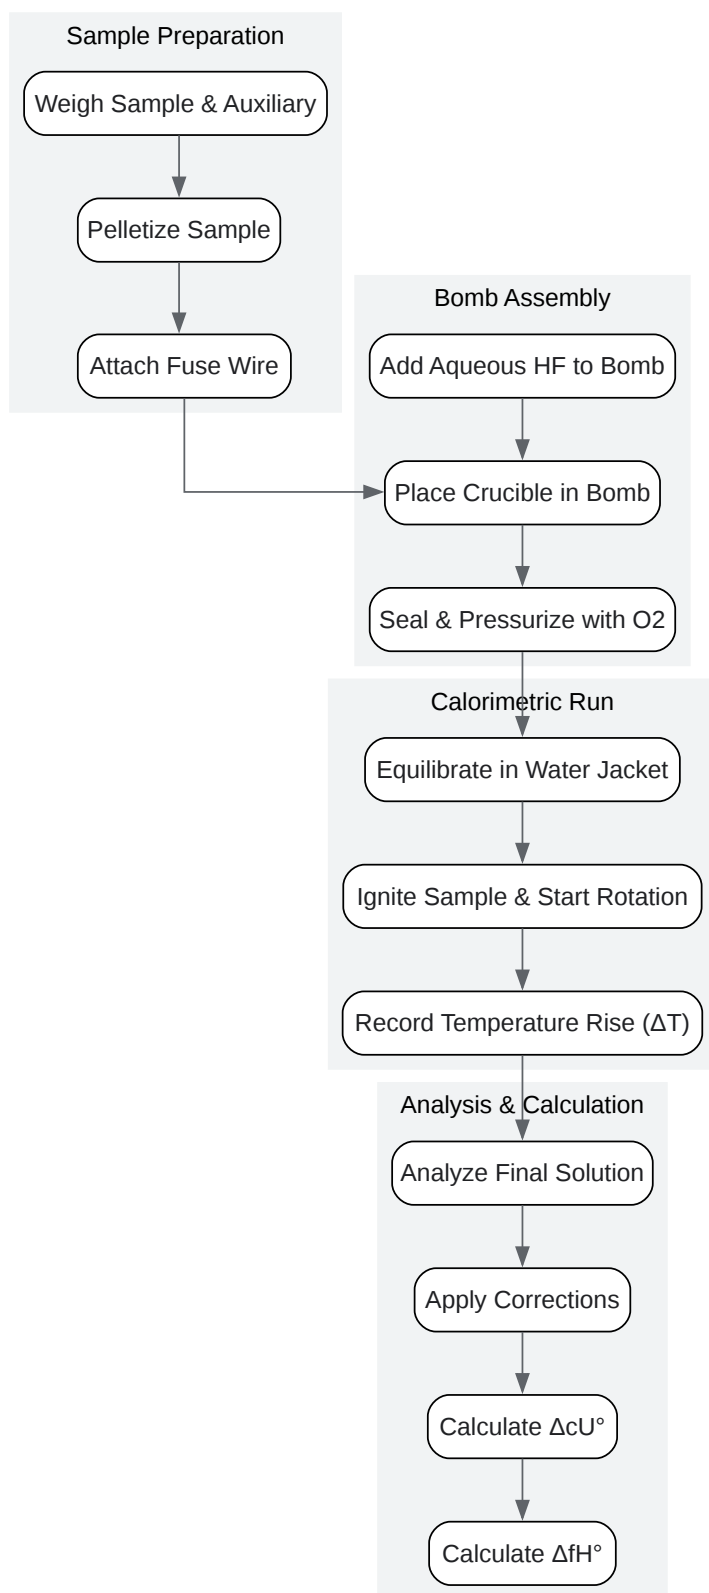 Sample Preparation
Weigh Sample & Auxiliary
Pelletize Sample
Attach Fuse Wire
Bomb Assembly
Add Aqueous HF to Bomb
Place Crucible in Bomb
Seal & Pressurize with O2
Calorimetric Run
Equilibrate in Water Jacket
Ignite Sample & Start Rotation
Record Temperature Rise (ΔT)
Analysis & Calculation
Analyze Final Solution
Apply Corrections
Calculate ΔcU°
Calculate ΔfH°